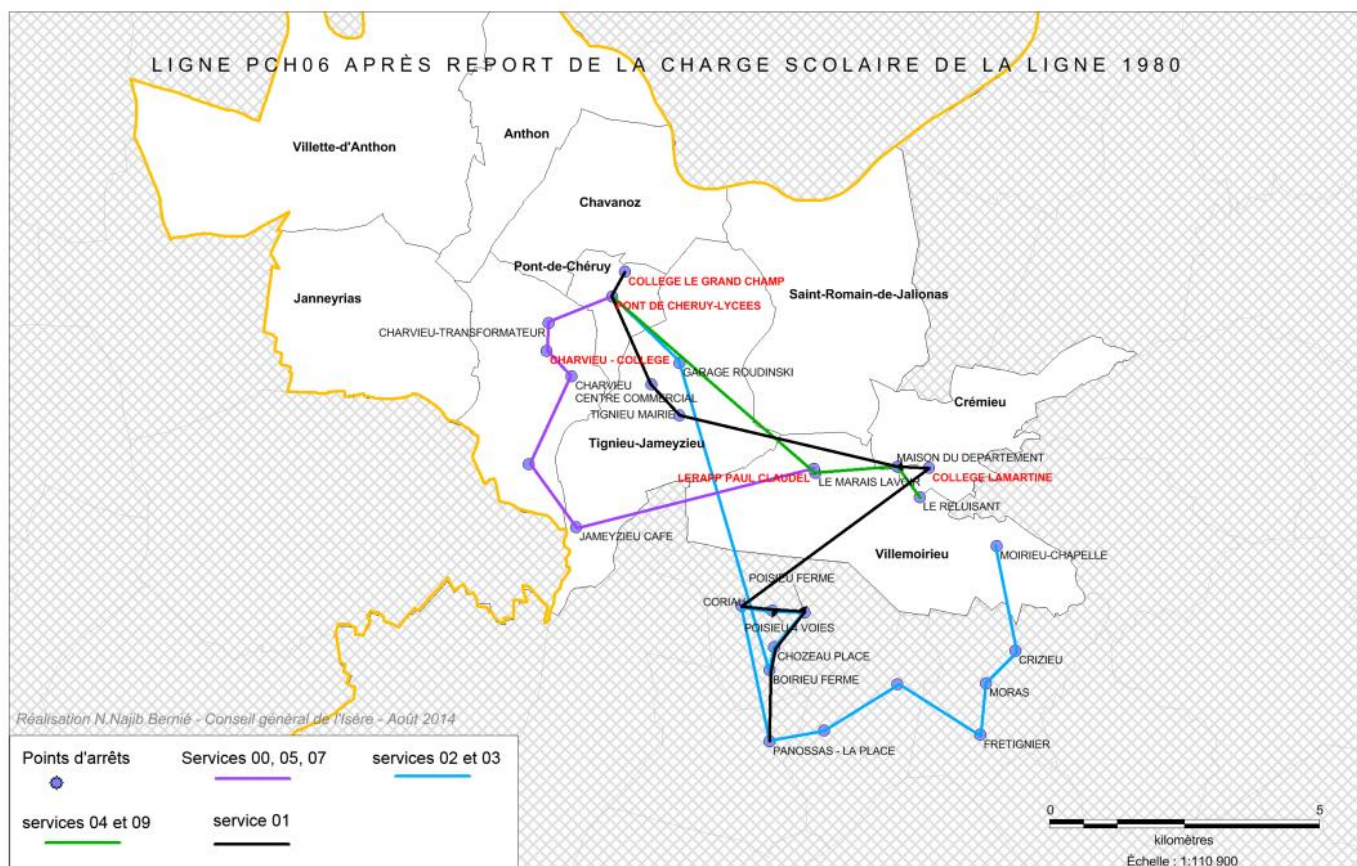 LIGNE PCH06 APRÈS REPORT DE LA CHARGE SCOLAIRE DE LA LIGNE 1980
Anthon
Villette-d'Anthon
Chavanoz
Pont-de-Chéruy
COLLEGE LE GRAND CHAMP
Janneyrias
Saint-Romain-de-Jalionas
PONT DE CHERUY-LYCEES
CHARVIEU-TRANSFORMATEUR
CHARVIEU - COLLEGE
GARAGE ROUDINSKI
CHARVIEU
CENTRE COMMERCIAL
Crémieu
TIGNIEU MAIRIE
Tignieu-Jameyzieu
MAISON DU DEPARTEMENT
LERAPP PAUL CLAUDEL
LE MARAIS LAVOIR
COLLEGE LAMARTINE
LE RELUISANT
JAMEYZIEU CAFE
Villemoirieu
MOIRIEU-CHAPELLE
POISIEU FERME
CORIAU
POISIEU 4 VOIES
CHOZEAU PLACE
CRIZIEU
BOIRIEU FERME
MORAS
Réalisation N.Najib Bernié - Conseil général de l'Isère - Août 2014
PANOSSAS - LA PLACE
FRETIGNIER
Points d'arrêts
Services 00, 05, 07
services 02 et 03
services 04 et 09
service 01
0 5
kilomètres
Échelle : 1:110 900